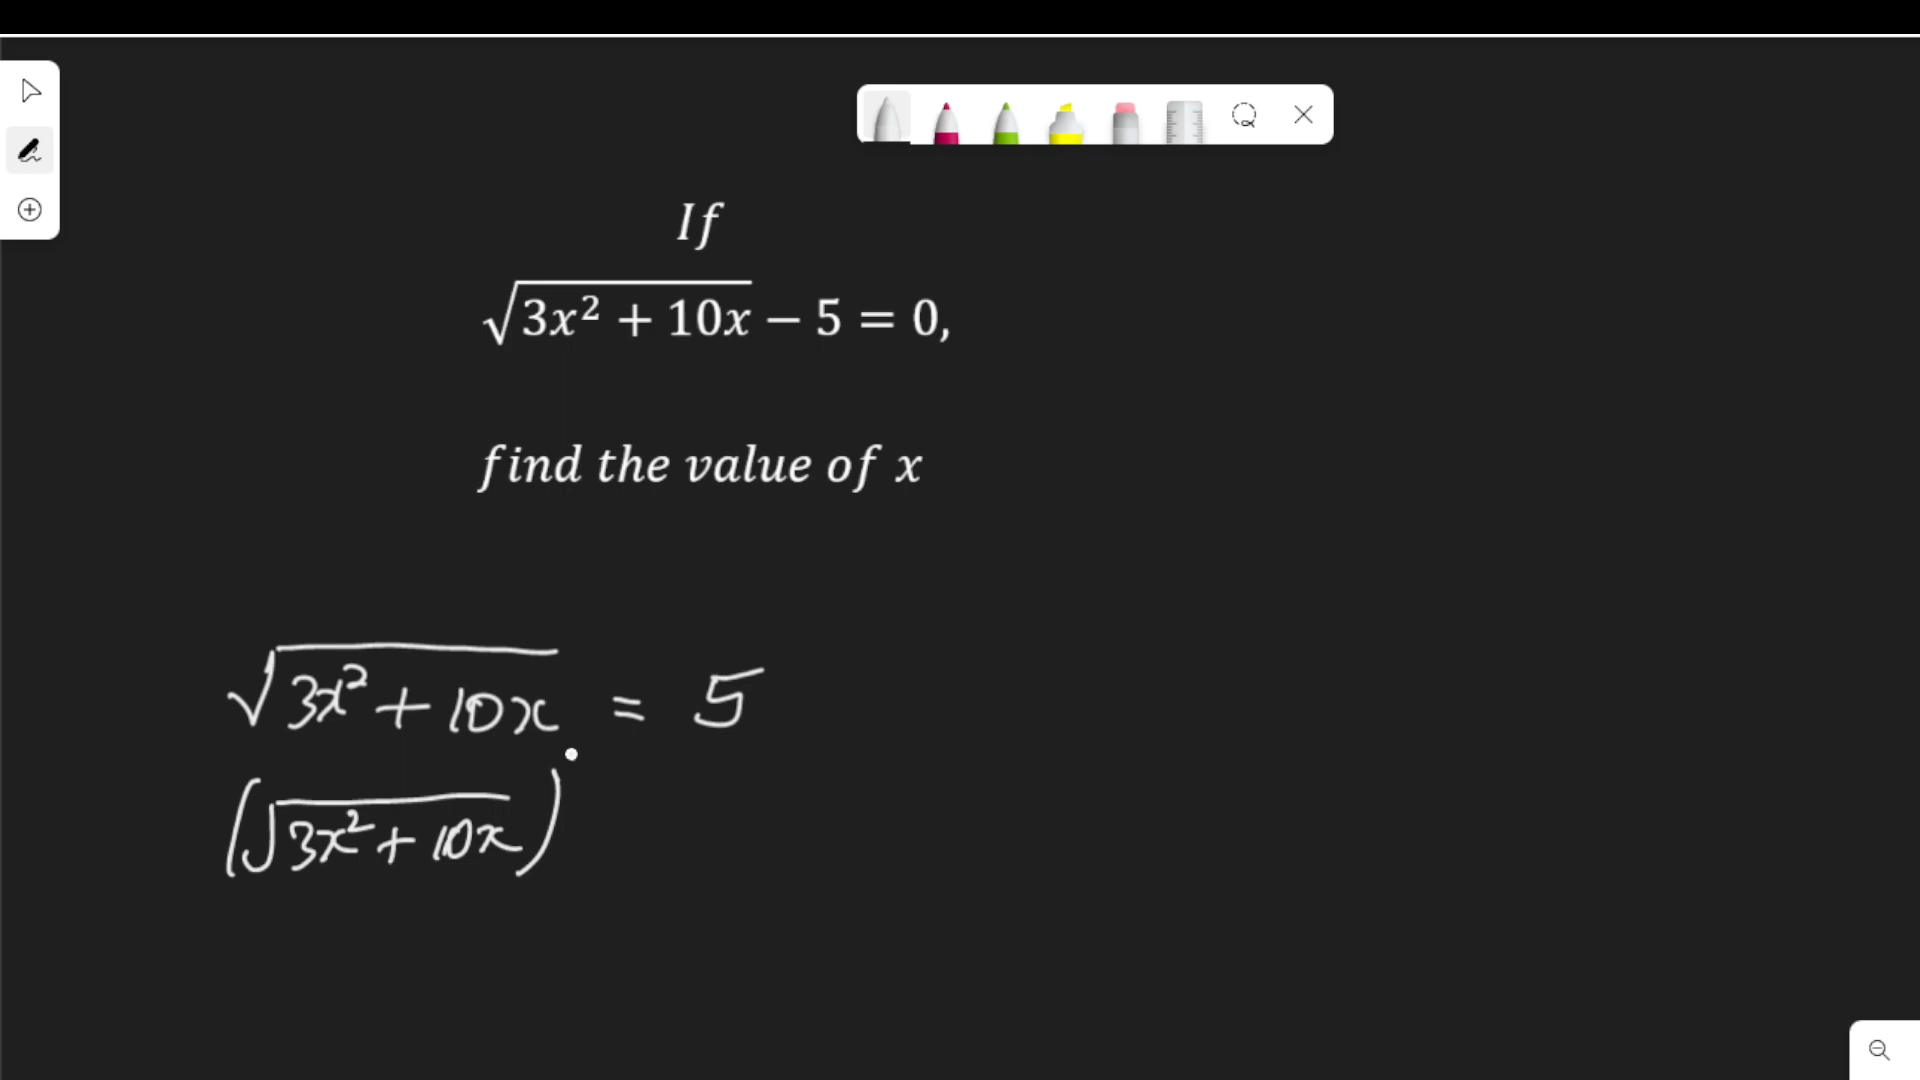 If
√(3x² + 10x) − 5 = 0,
find the value of x
√(3x² + 10x) = 5
(√(3x² + 10x))